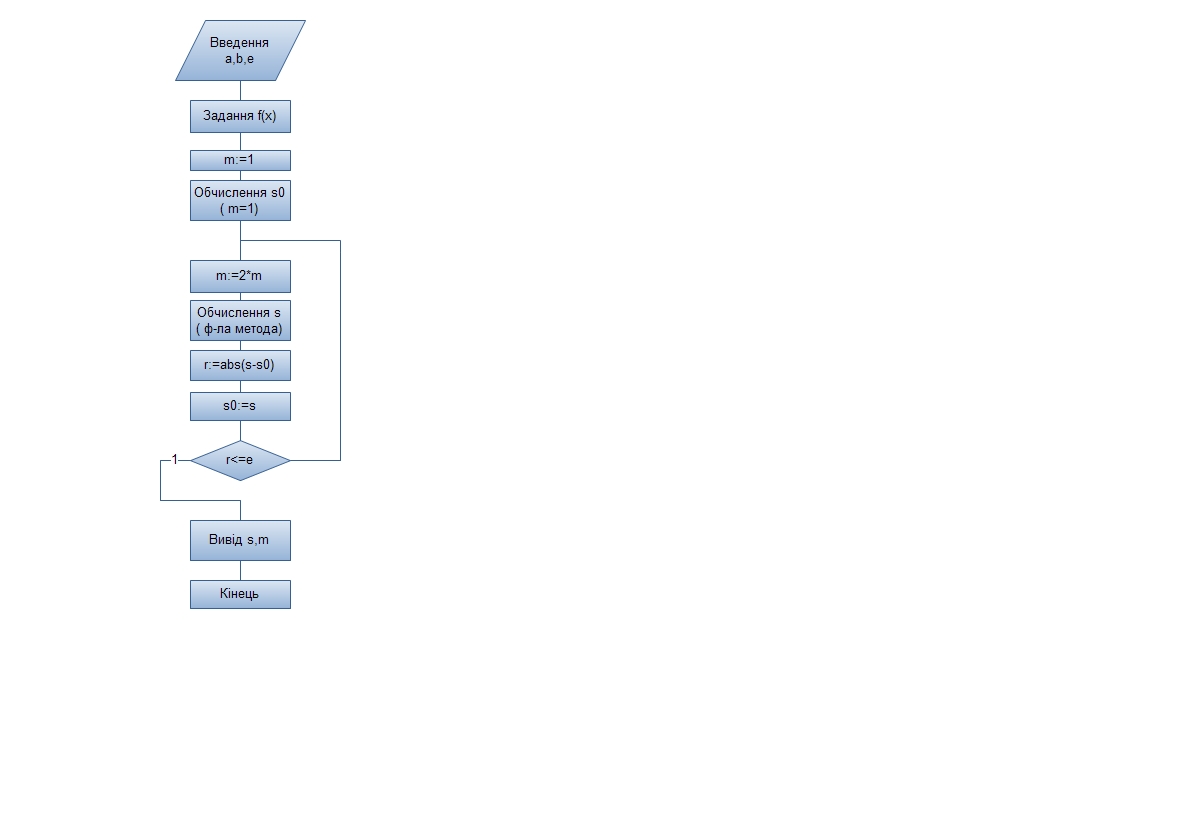 Введення
a,b,e
Задання f(x)
m:=1
Обчислення s0
( m=1)
m:=2*m
Обчислення s
( ф-ла метода)
r:=abs(s-s0)
s0:=s
1
r<=e
Вивід s,m
Кінець